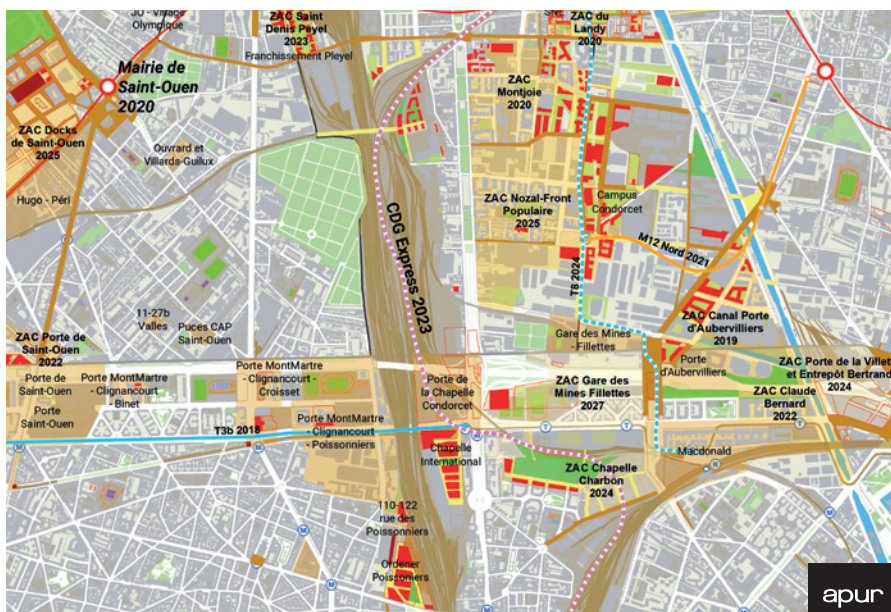 JO - Village
Olympique
ZAC Saint
Denis Peyel
2023
Franchissement Pleyel
SNE
ZAC du
Landy
2020
Mairie de
Saint-Ouen
2020
ZAC
Montjoie
2020
ZAC Docks
de Saint-Ouen
2025
Ouvrard et
Villards-Guilux
Hugo - Péri
ZAC Nozal-Front
Populaire
2025
Campus
Condorcet
CDG Express 2023
M12 Nord 2021
T8 2024
11-27b
Valles
Puces CAP
Saint-Ouen
ZAC Canal Porte
d'Aubervilliers
2019
Gare des Mines
- Fillettes
ZAC Porte de
Saint-Ouen
2022
Porte
d'Aubervilliers
ZAC Porte de la Villet
et Entrepôt Bertrand
2024
Porte de
Saint-Ouen
Porte MontMartre
- Clignancourt
- Binet
Porte MontMartre
- Clignancourt -
Croisset
Porte de
la Chapelle
Condorcet
ZAC Gare des
Mines Fillettes
2027
ZAC Claude
Bernard
2022
Porte
Saint-Ouen
Porte MontMartre
- Clignancourt
- Poissonniers
T3b 2018
Chapelle
International
Macdonald
ZAC Chapelle
Charbon
2024
110-122
rue des
Poissonniers
Ordener
Poissoniers
apur